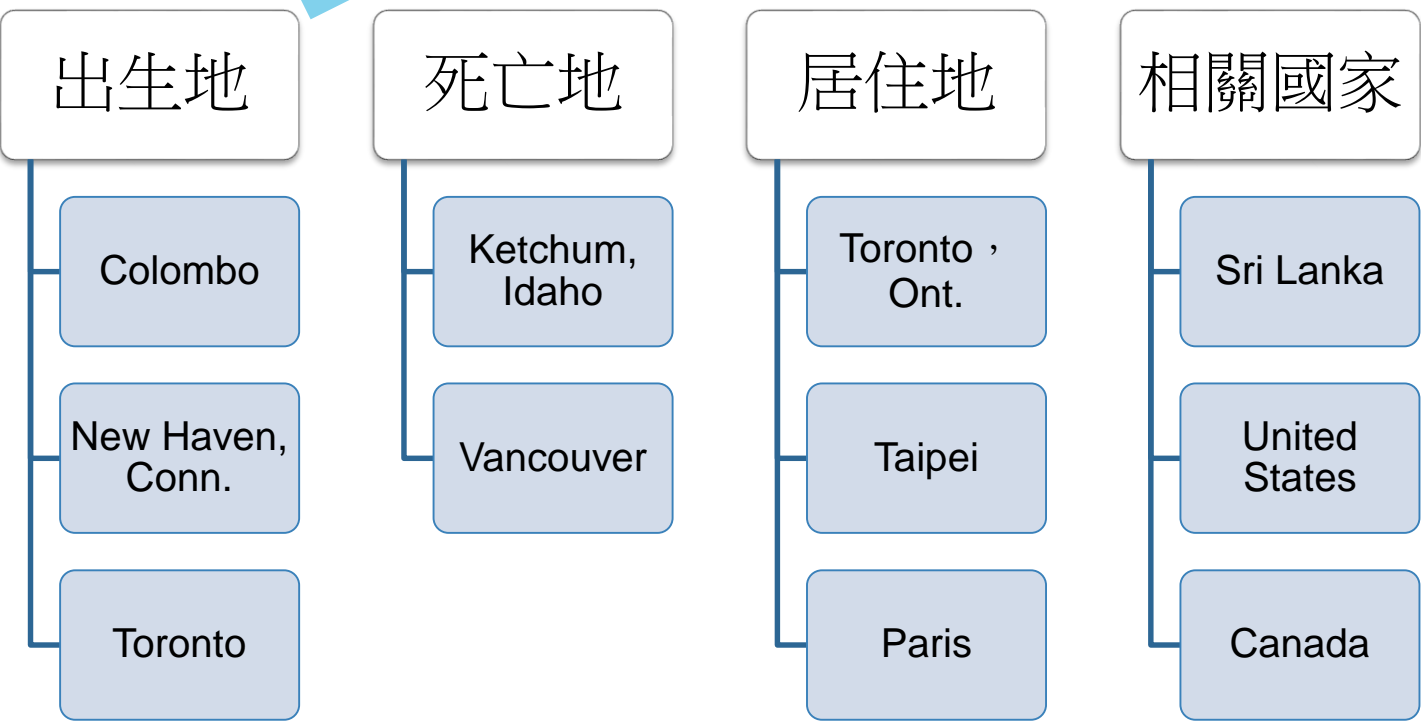 出生地
Colombo
New Haven,
Conn.
Toronto
死亡地
Ketchum,
Idaho
Vancouver
居住地
Toronto，
Ont.
Taipei
Paris
相關國家
Sri Lanka
United
States
Canada